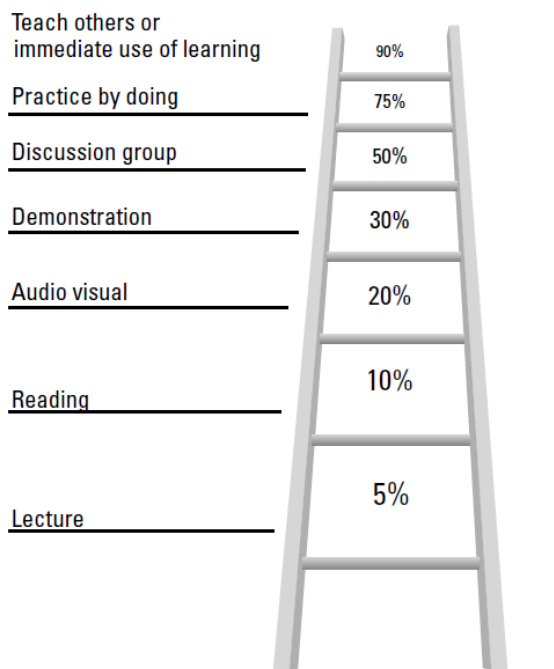 Teach others or
immediate use of learning
90%
Practice by doing
75%
Discussion group
50%
Demonstration
30%
Audio visual
20%
Reading
10%
Lecture
5%